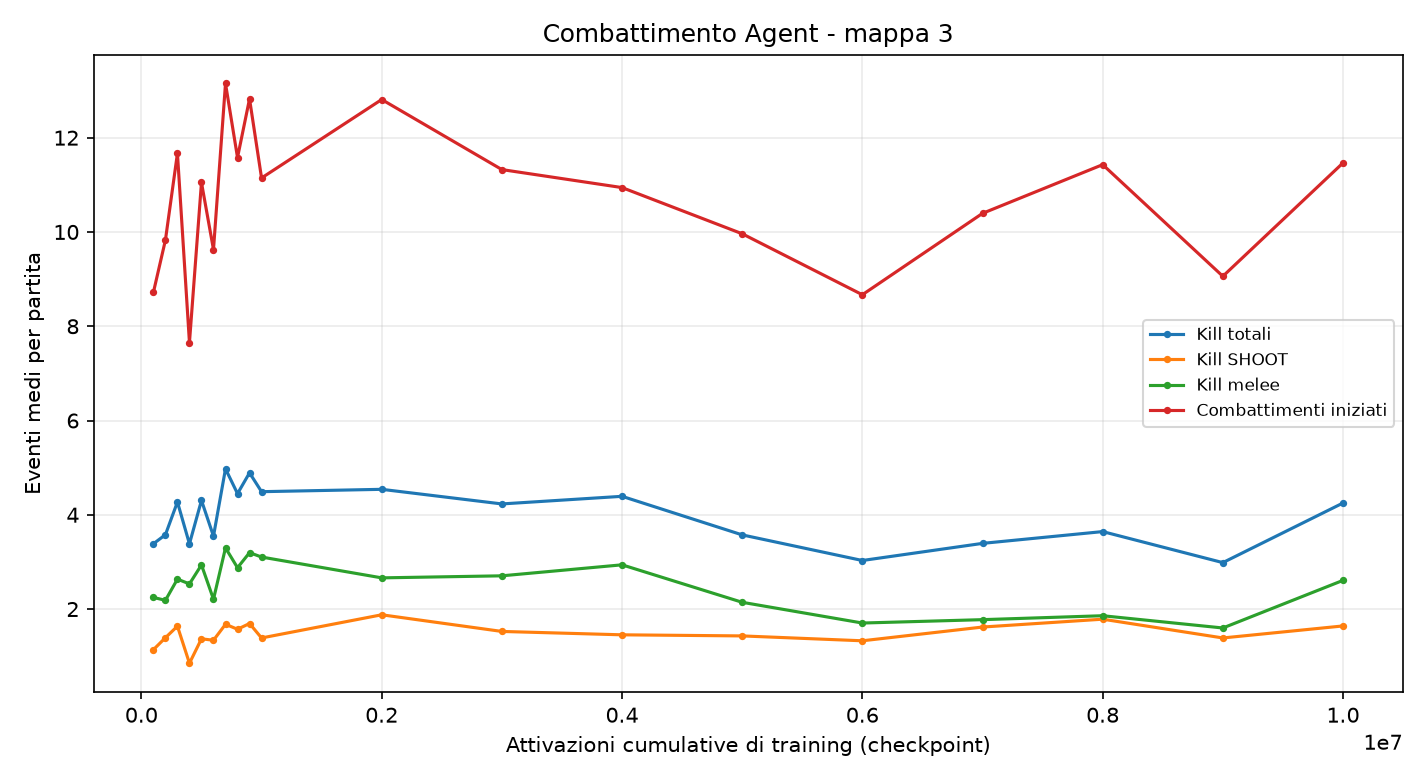 Combattimento Agent - mappa 3
Eventi medi per partita
12
10
8
6
4
2
Kill totali
Kill SHOOT
Kill melee
Combattimenti iniziati
0.0 0.2 0.4 0.6 0.8 1.0
1e7
Attivazioni cumulative di training (checkpoint)